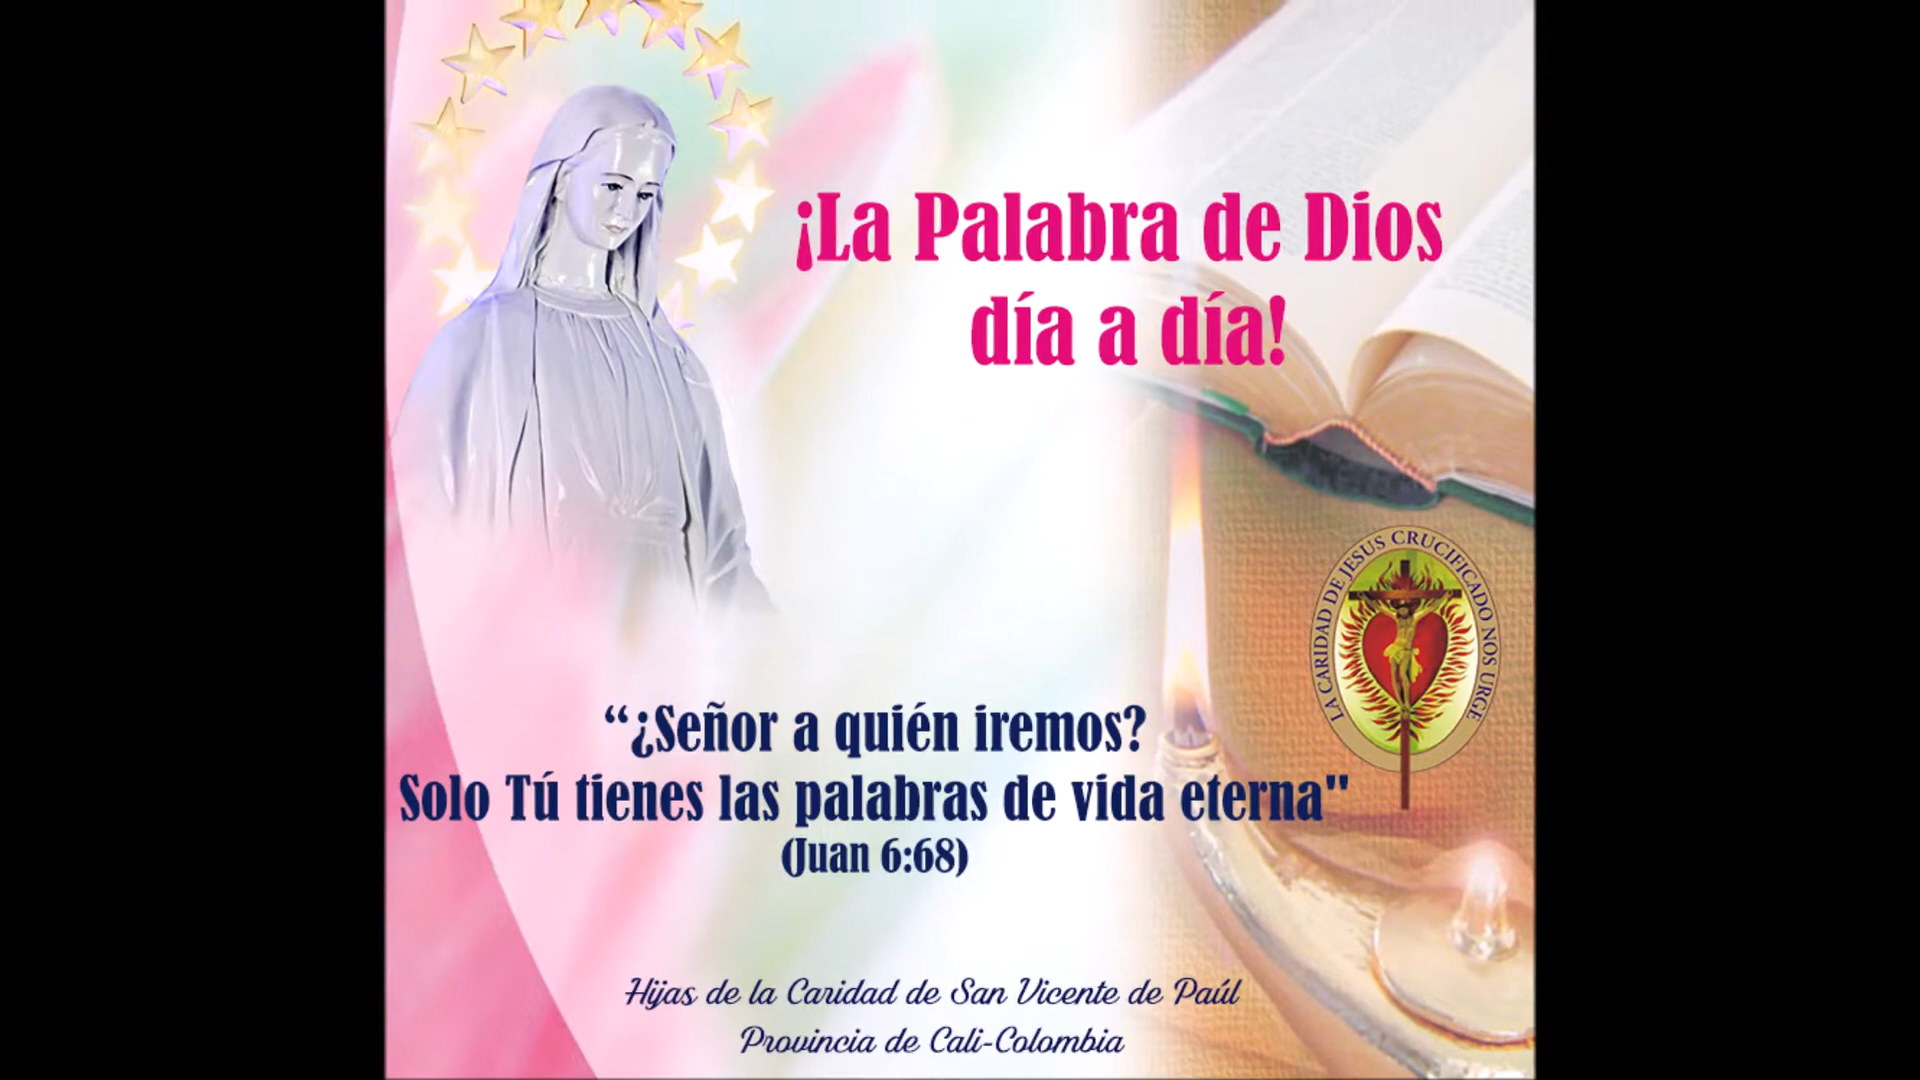 ¡La Palabra de Dios
día a día!
LA CARIDAD DE JESUS CRUCIFICADO NOS URGE
“¿Señor a quién iremos?
Solo Tú tienes las palabras de vida eterna"
(Juan 6:68)
Hijas de la Caridad de San Vicente de Paúl
Provincia de Cali-Colombia